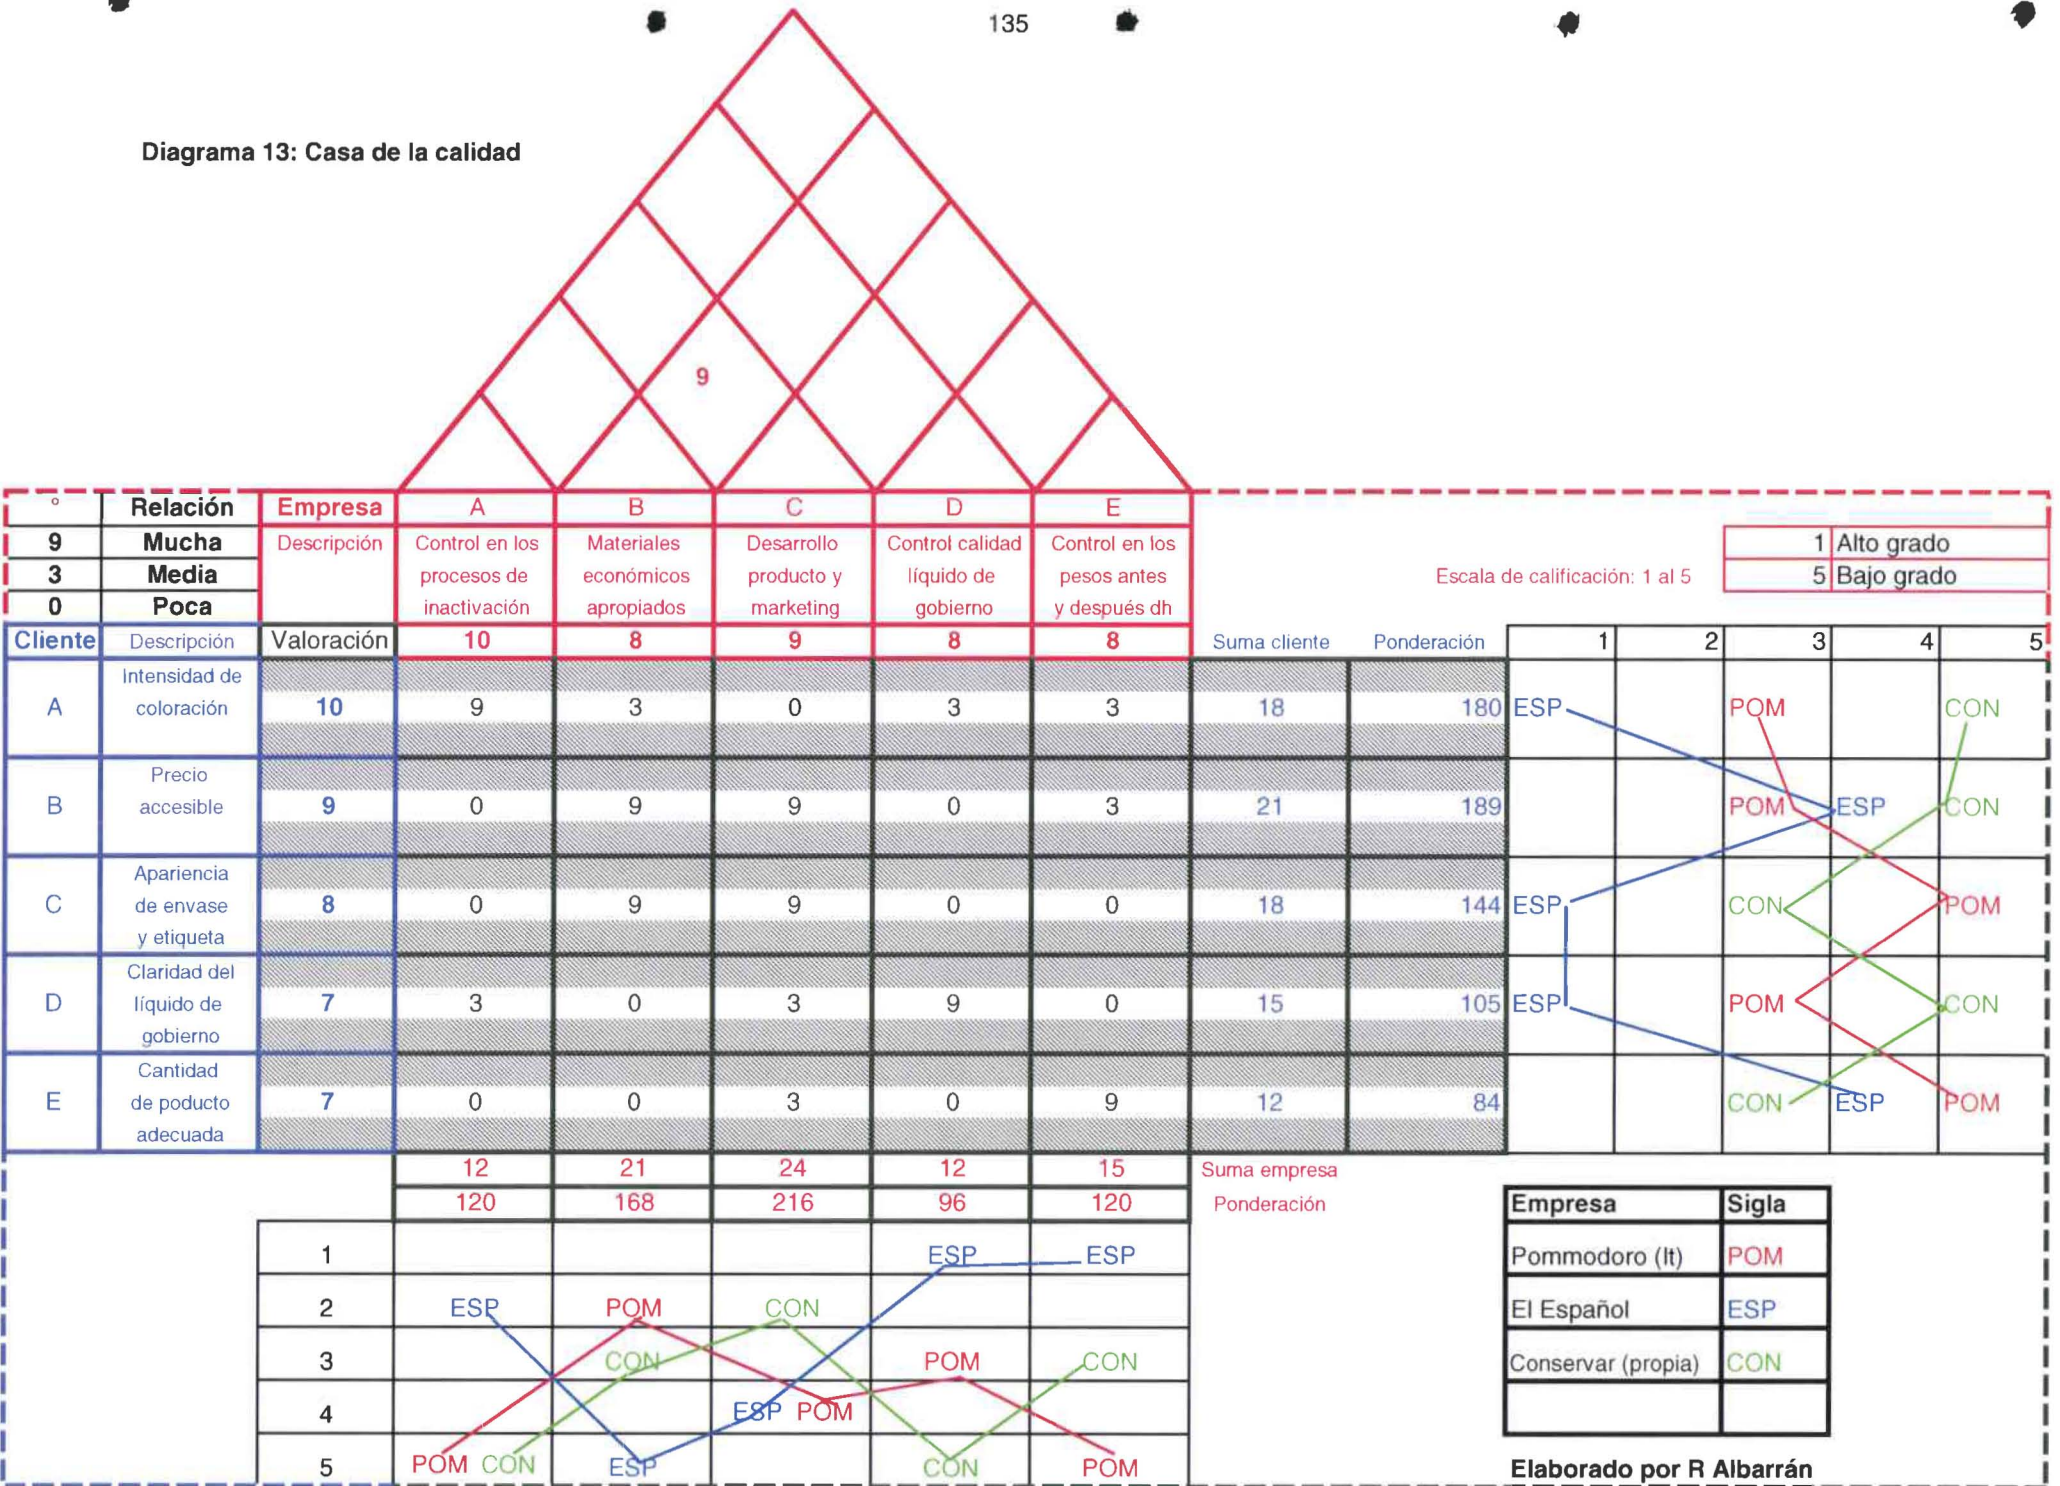 135
Diagrama 13: Casa de la calidad
9
° Relación Empresa A B C D E
9 Mucha Descripción Control en los Materiales Desarrollo Control calidad Control en los 1 Alto grado
3 Media procesos de económicos producto y líquido de pesos antes Escala de calificación: 1 al 5 5 Bajo grado
0 Poca inactivación apropiados marketing gobierno y después dh
Cliente Descripción Valoración 10 8 9 8 8 Suma cliente Ponderación 1 2 3 4 5
Intensidad de
A coloración 10 9 3 0 3 3 18 180 ESP POM CON
Precio
B accesible 9 0 9 9 0 3 21 189 POM ESP CON
Apariencia
C de envase 8 0 9 9 0 0 18 144 ESP CON POM
y etiqueta
Claridad del
D líquido de 7 3 0 3 9 0 15 105 ESP POM CON
gobierno
Cantidad
E de poducto 7 0 0 3 0 9 12 84 CON ESP POM
adecuada
12 21 24 12 15 Suma empresa
120 168 216 96 120 Ponderación Empresa Sigla
1 ESP ESP Pommodoro (It) POM
2 ESP POM CON El Español ESP
3 CON POM CON Conservar (propia) CON
4 ESP POM
5 POM CON ESP CON POM Elaborado por R Albarrán